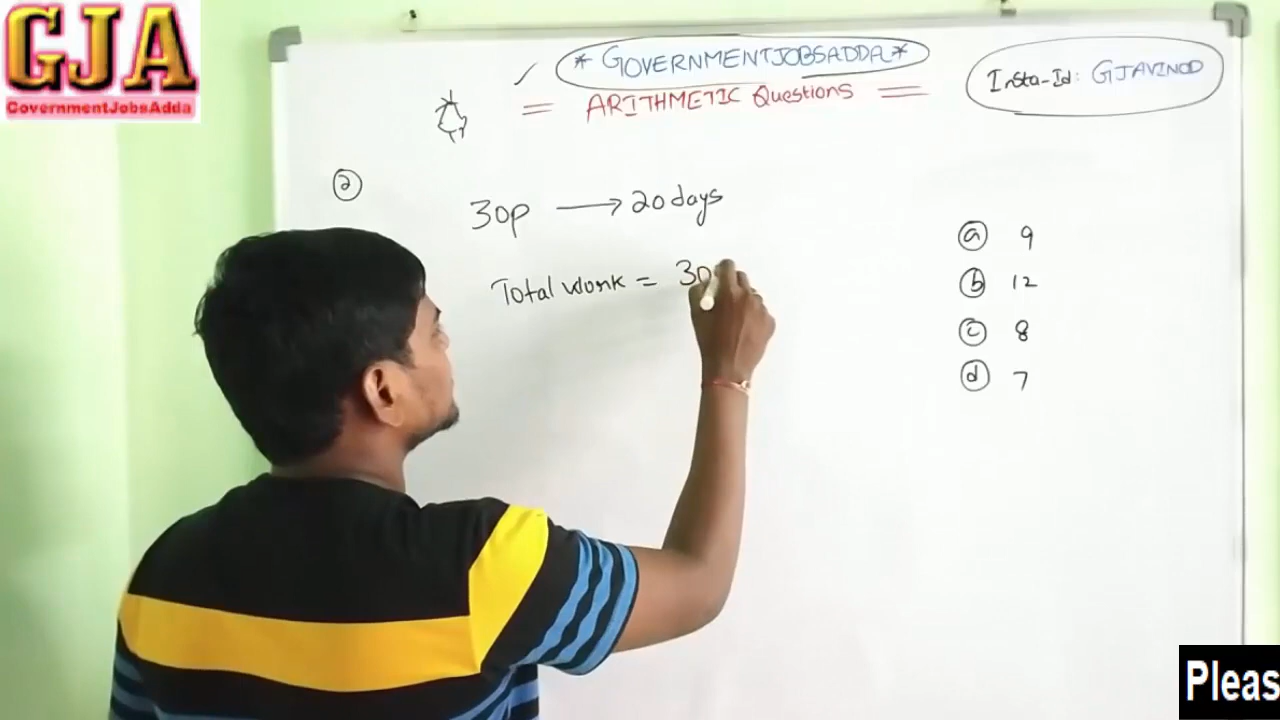 GJA
GovernmentJobsAdda
* GOVERNMENTJOBSADDA *
= ARITHMETIC Questions =
Insta-Id: GJAVINOD
2
30p → 20 days
Total work = 30
a 9
b 12
c 8
d 7
Pleas